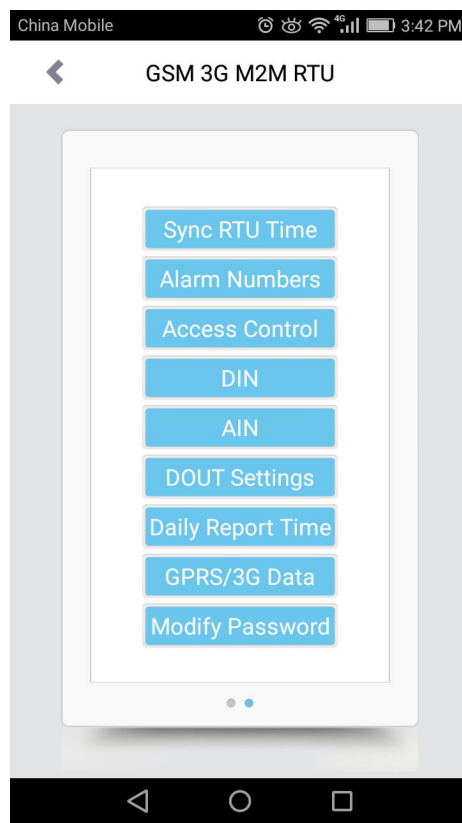 China Mobile 4G 3:42 PM
GSM 3G M2M RTU
Sync RTU Time
Alarm Numbers
Access Control
DIN
AIN
DOUT Settings
Daily Report Time
GPRS/3G Data
Modify Password